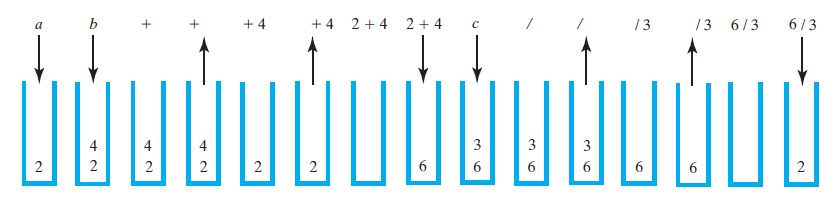 a b + + + 4 + 4 2 + 4 2 + 4 c / / / 3 / 3 6 / 3 6 / 3
4 4 4 3 3 3
2 2 2 2 2 2 6 6 6 6 6 6 2